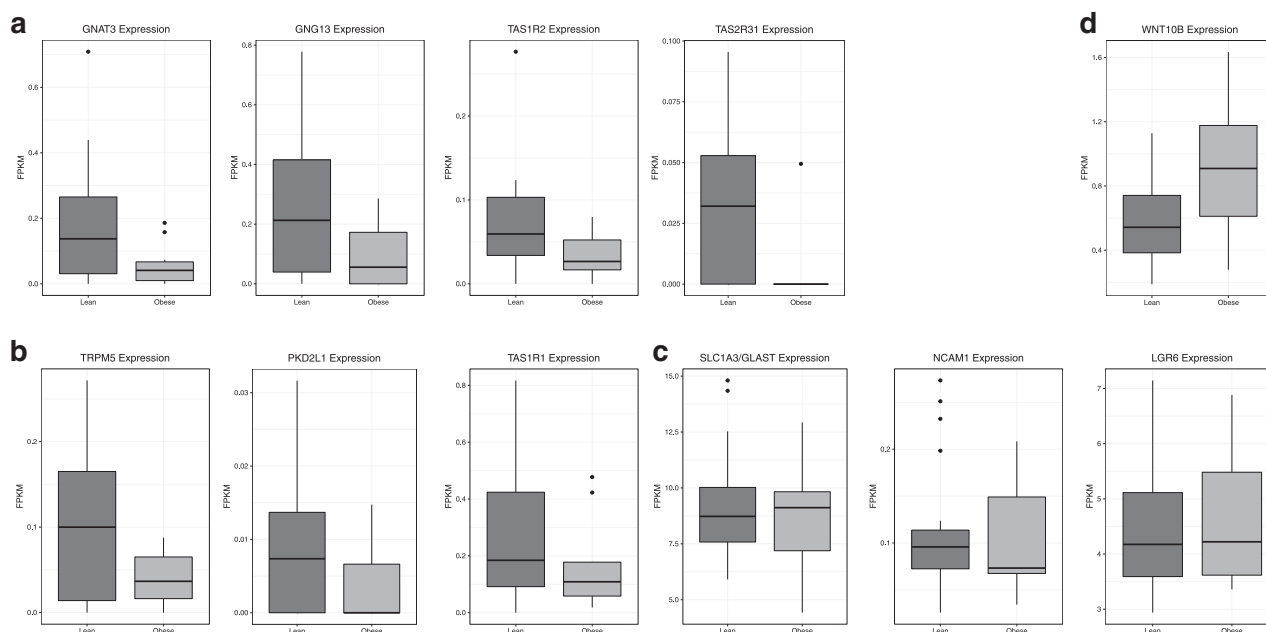 a
GNAT3 Expression
FPKM
0.6
0.4
0.2
0.0
Lean Obese
GNG13 Expression
FPKM
0.8
0.6
0.4
0.2
0.0
Lean Obese
TAS1R2 Expression
FPKM
0.2
0.1
0.0
Lean Obese
TAS2R31 Expression
FPKM
0.100
0.075
0.050
0.025
0.000
Lean Obese
d
WNT10B Expression
FPKM
1.6
1.2
0.8
0.4
Lean Obese
b
TRPM5 Expression
FPKM
0.2
0.1
0.0
Lean Obese
PKD2L1 Expression
FPKM
0.03
0.02
0.01
0.00
Lean Obese
TAS1R1 Expression
FPKM
0.8
0.6
0.4
0.2
0.0
Lean Obese
c
SLC1A3/GLAST Expression
FPKM
15.0
12.5
10.0
7.5
5.0
Lean Obese
NCAM1 Expression
FPKM
0.2
0.1
Lean Obese
LGR6 Expression
FPKM
7
6
5
4
3
Lean Obese